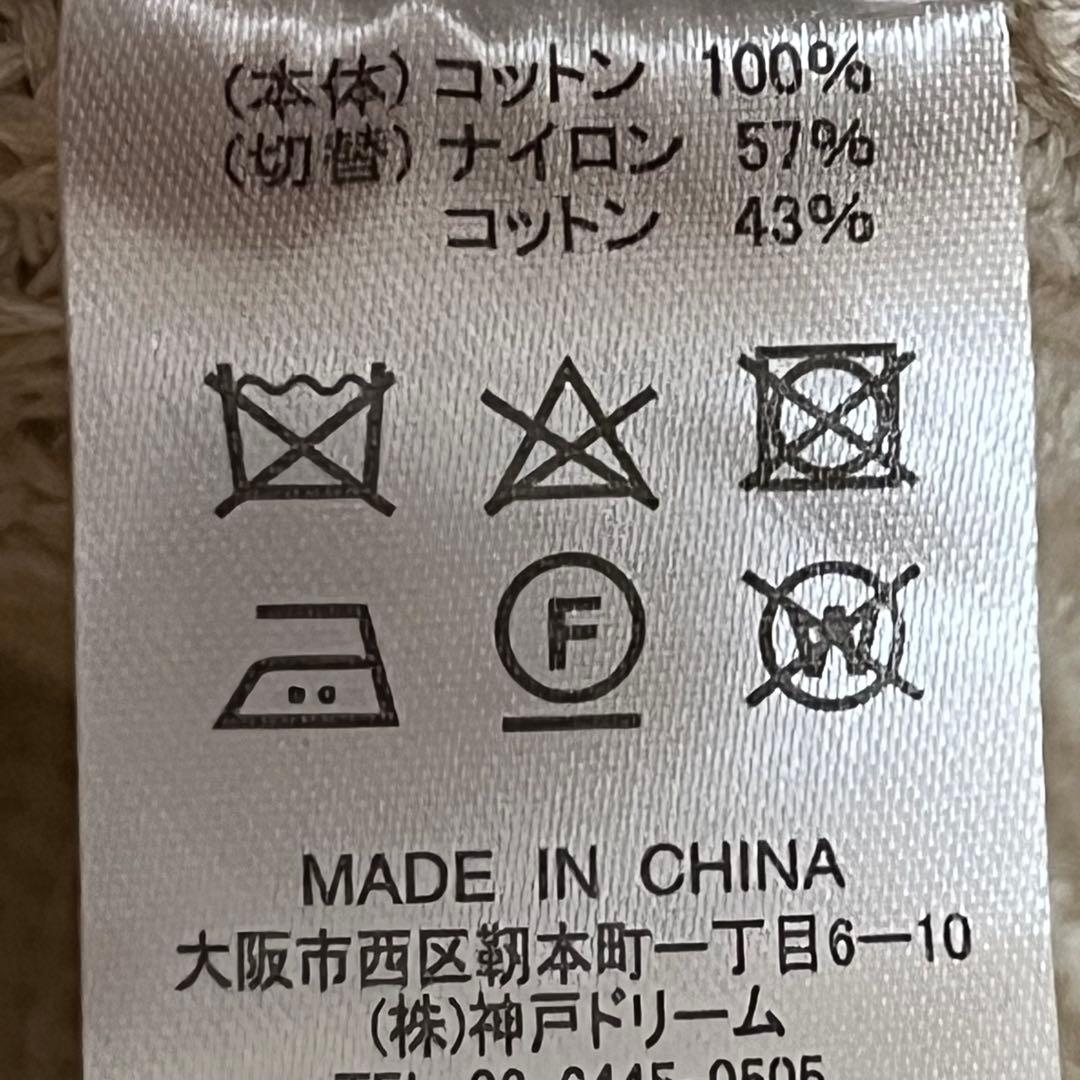 (本体) コットン 100%
(切替) ナイロン 57%
コットン 43%
F
W
MADE IN CHINA
大阪市西区靱本町一丁目6-10
(株)神戸ドリーム